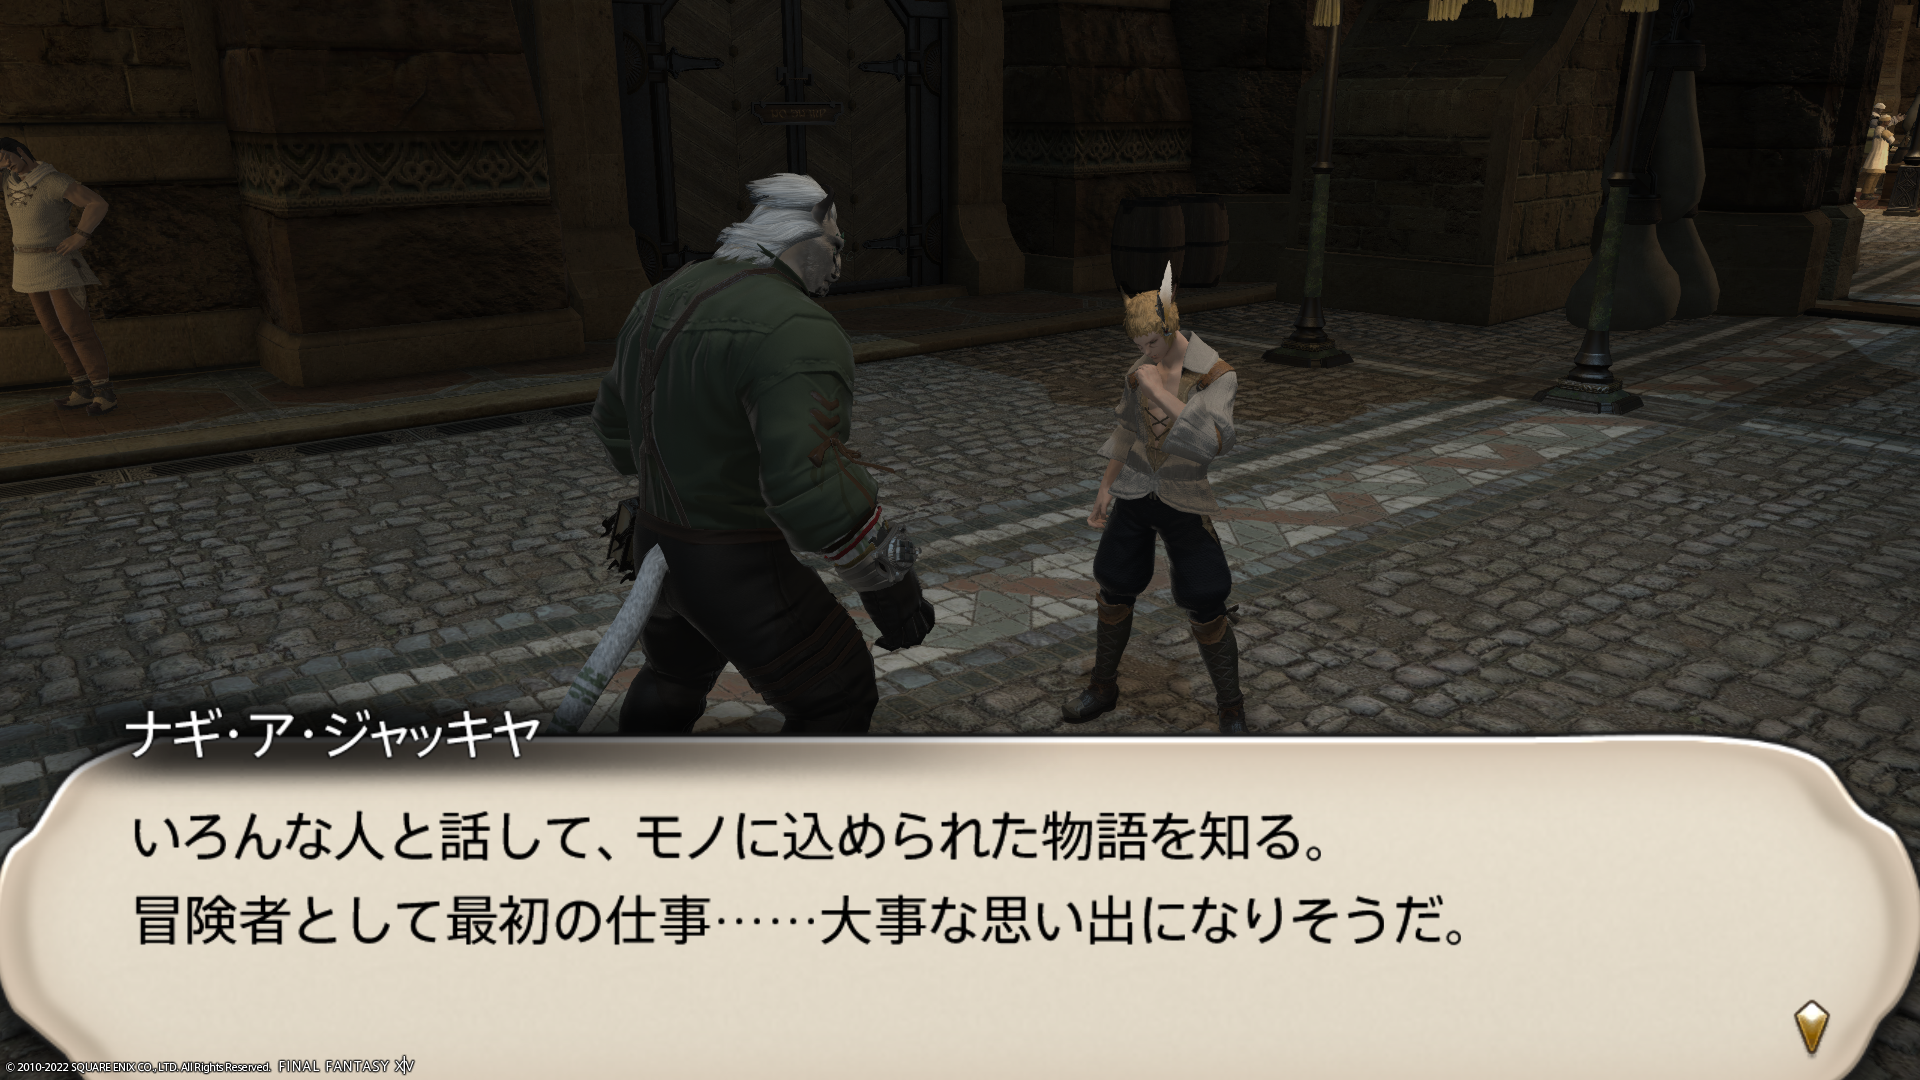 ナギ・ア・ジャッキヤ
いろんな人と話して、モノに込められた物語を知る。
冒険者として最初の仕事……大事な思い出になりそうだ。
© 2010-2022 SQUARE ENIX CO., LTD. All Rights Reserved. FINAL FANTASY XIV